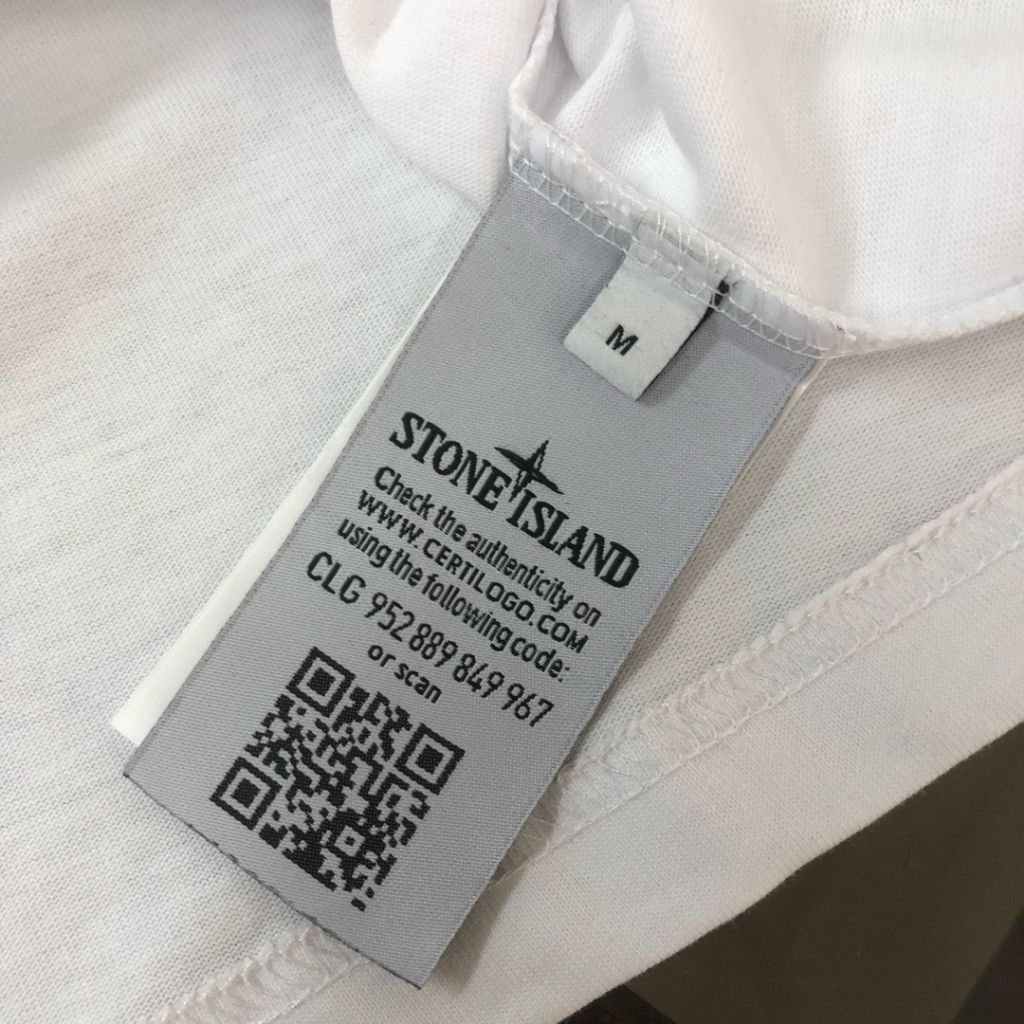 M
STONE ISLAND
Check the authenticity on
WWW.CERTILOGO.COM
using the following code:
CLG 952 889 849 967
or scan